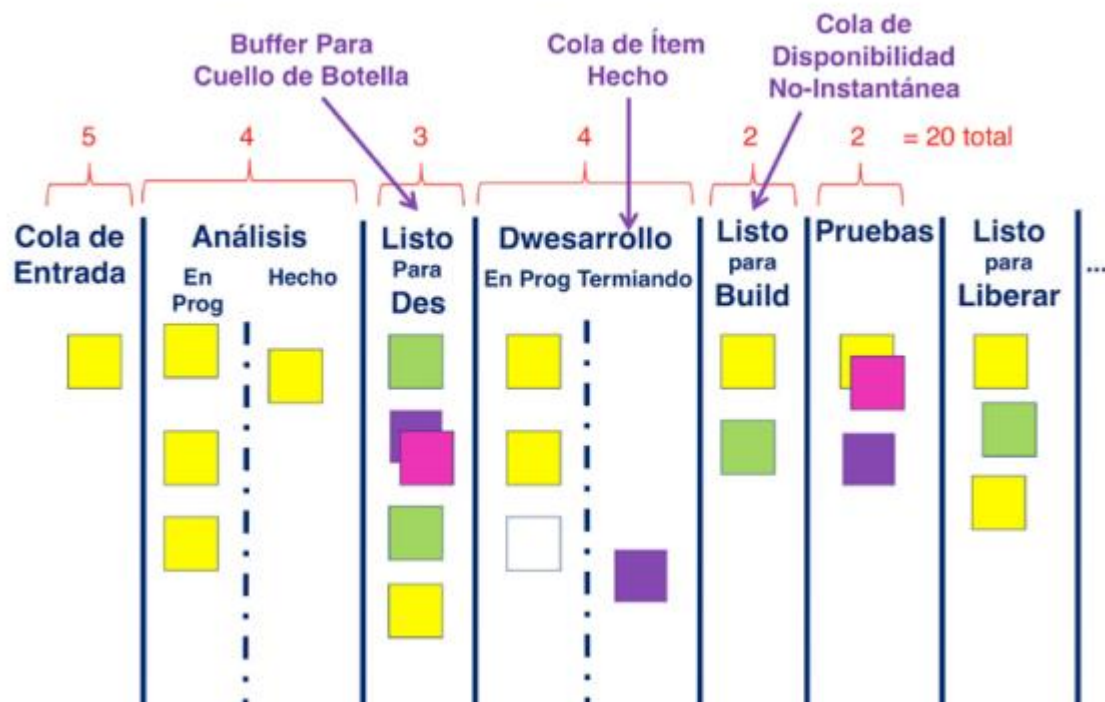 Buffer Para
Cuello de Botella
Cola de Ítem
Hecho
Cola de
Disponibilidad
No-Instantánea
5
4
3
4
2
2
= 20 total
Cola de
Entrada
Análisis
En
Prog
Hecho
Listo
Para
Des
Dwesarrollo
En Prog Termiando
Listo
para
Build
Pruebas
Listo
para
Liberar
...